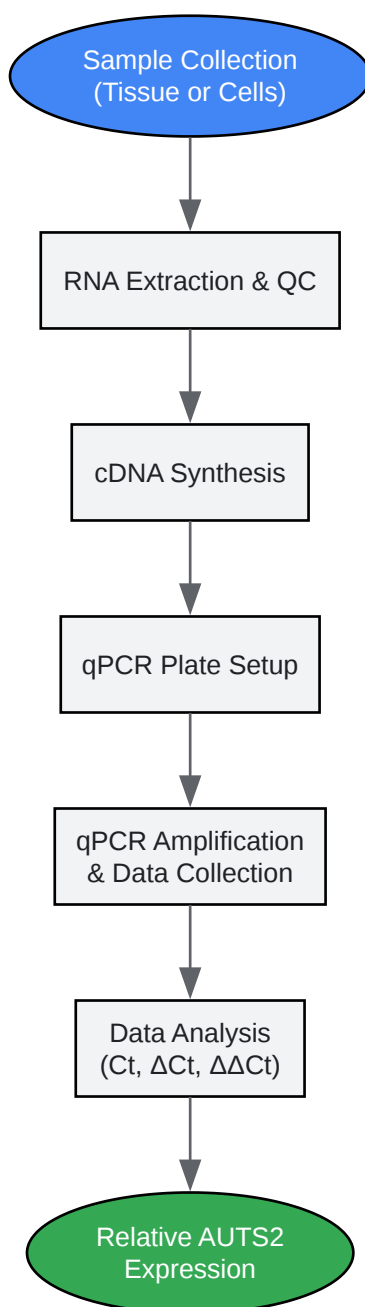 Sample Collection
(Tissue or Cells)
RNA Extraction & QC
cDNA Synthesis
qPCR Plate Setup
qPCR Amplification
& Data Collection
Data Analysis
(Ct, ΔCt, ΔΔCt)
Relative AUTS2
Expression